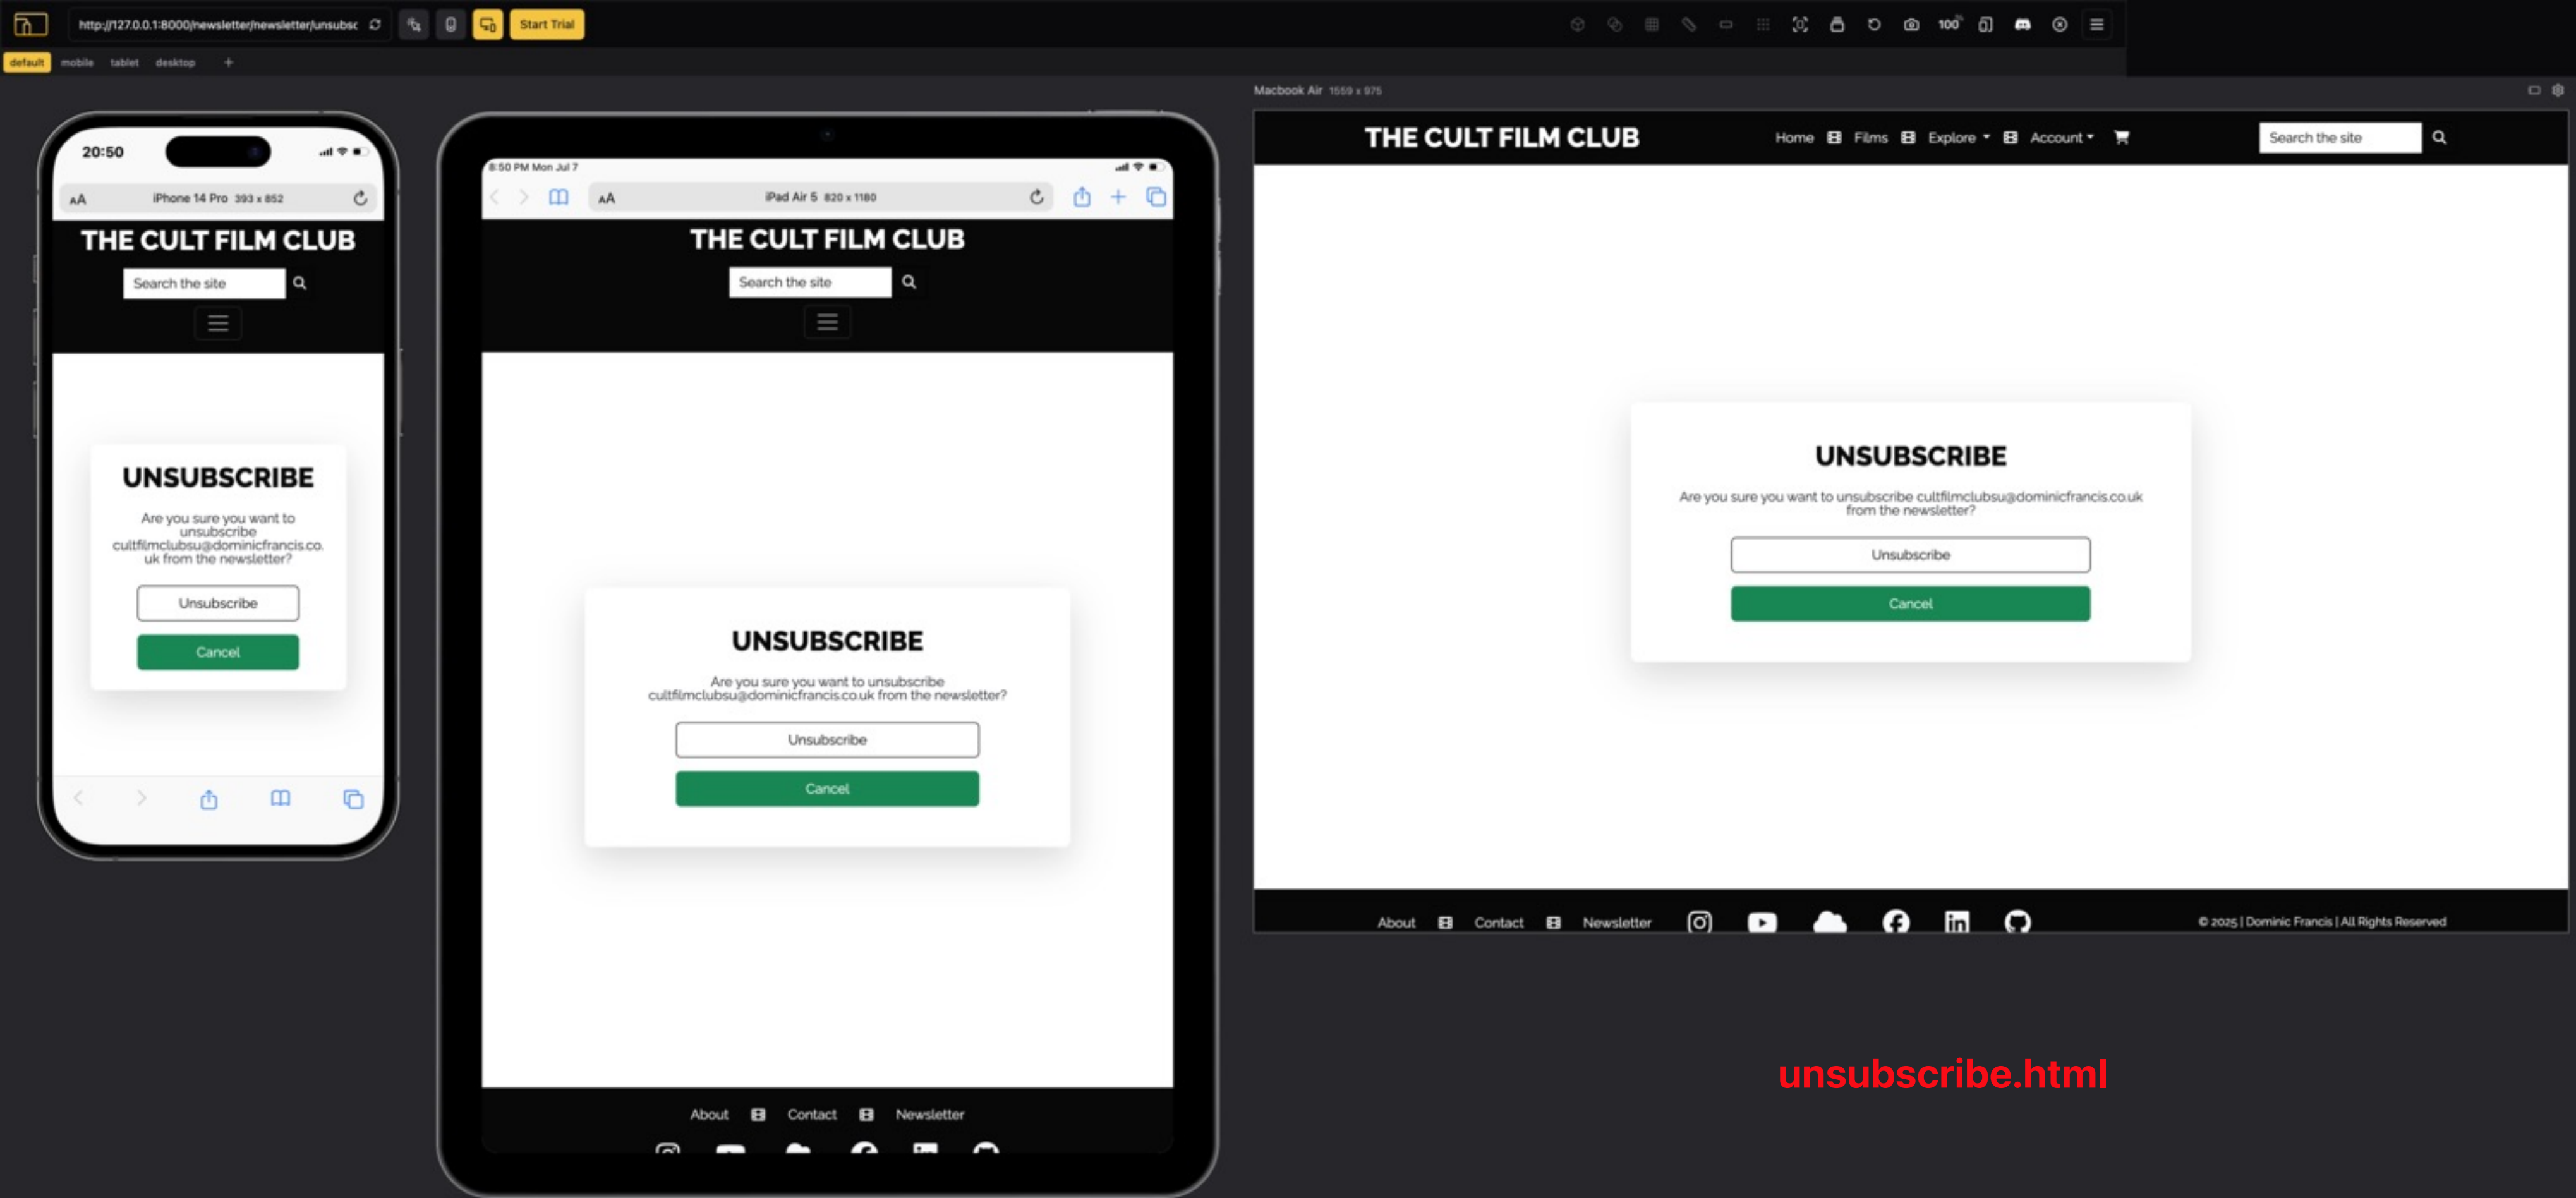 http://127.0.0.1:8000/newsletter/newsletter/unsubsc
Start Trial
100%
default mobile tablet desktop +
20:50
AA iPhone 14 Pro 393 x 852
THE CULT FILM CLUB
Search the site
UNSUBSCRIBE
Are you sure you want to
unsubscribe
cultfilmclubsu@dominicfrancis.co.
uk from the newsletter?
Unsubscribe
Cancel
8:50 PM Mon Jul 7
AA iPad Air 5 820 x 1180
THE CULT FILM CLUB
Search the site
UNSUBSCRIBE
Are you sure you want to unsubscribe
cultfilmclubsu@dominicfrancis.co.uk from the newsletter?
Unsubscribe
Cancel
About Contact Newsletter
Macbook Air 1559 x 975
THE CULT FILM CLUB Home Films Explore Account Search the site
UNSUBSCRIBE
Are you sure you want to unsubscribe cultfilmclubsu@dominicfrancis.co.uk
from the newsletter?
Unsubscribe
Cancel
About Contact Newsletter © 2025 | Dominic Francis | All Rights Reserved
unsubscribe.html